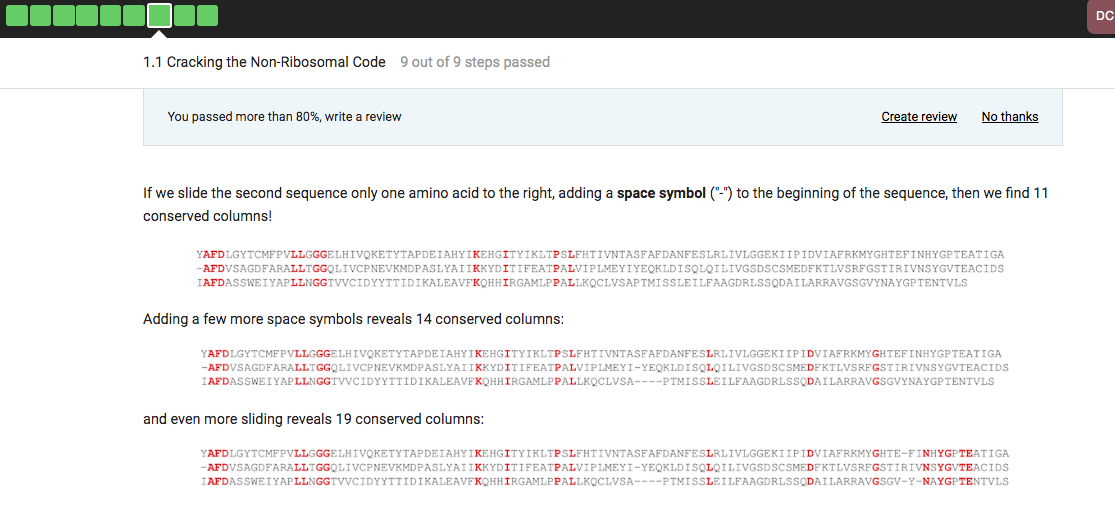 DC
1.1 Cracking the Non-Ribosomal Code 9 out of 9 steps passed
You passed more than 80%, write a review Create review No thanks
If we slide the second sequence only one amino acid to the right, adding a space symbol ("-") to the beginning of the sequence, then we find 11
conserved columns!
YAFDLGYTCMFPVLLGGGELHIVQKETYTAPDEIAHYIKEHGITYIKLTPSLFHTIVNTASFAFDANFESLRLIVLGGEKIIPIDVIAFRKMYGHTEFINHYGPTEATIGA
-AFDVSAGDFARALLTGGQLIVCPNEVKMDPASLYAIIKKYDITIFEATPALVIPLMEYIYEQKLDISQLQILIVGSDSCSMEDFKTLVSRFGSTIRIVNSYGVTEACIDS
IAFDASSWEIYAPLLNGGTVVCIDYYTTIDIKALEAVFKQHHIRGAMLPPALLKQCLVSAPTMISSLEILFAAGDRLSSQDAILARRAVGSGVYNAYGPTENTVLS
Adding a few more space symbols reveals 14 conserved columns:
YAFDLGYTCMFPVLLGGGELHIVQKETYTAPDEIAHYIKEHGITYIKLTPSLFHTIVNTASFAFDANFESLRLIVLGGEKIIPIDVIAFRKMYGHTEFINHYGPTEATIGA
-AFDVSAGDFARALLTGGQLIVCPNEVKMDPASLYAIIKKYDITIFEATPALVIPLMEYI-YEQKLDISQLQILIVGSDSCSMEDFKTLVSRFGSTIRIVNSYGVTEACIDS
IAFDASSWEIYAPLLNGGTVVCIDYYTTIDIKALEAVFKQHHIRGAMLPPALLKQCLVSA----PTMISSLEILFAAGDRLSSQDAILARRAVGSGVYNAYGPTENTVLS
and even more sliding reveals 19 conserved columns:
YAFDLGYTCMFPVLLGGGELHIVQKETYTAPDEIAHYIKEHGITYIKLTPSLFHTIVNTASFAFDANFESLRLIVLGGEKIIPIDVIAFRKMYGHTE-FINHYGPTEATIGA
-AFDVSAGDFARALLTGGQLIVCPNEVKMDPASLYAIIKKYDITIFEATPALVIPLMEYI-YEQKLDISQLQILIVGSDSCSMEDFKTLVSRFGSTIRIVNSYGVTEACIDS
IAFDASSWEIYAPLLNGGTVVCIDYYTTIDIKALEAVFKQHHIRGAMLPPALLKQCLVSA----PTMISSLEILFAAGDRLSSQDAILARRAVGSGV-Y-NAYGPTENTVLS